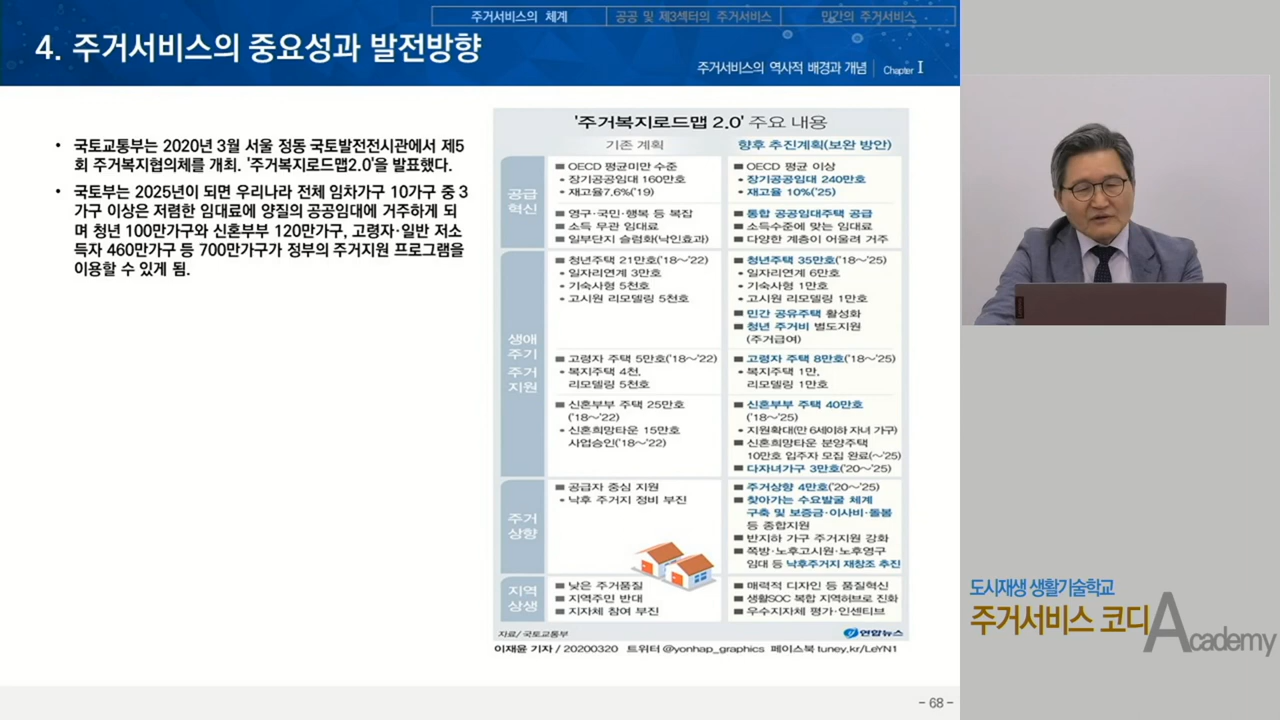 주거서비스의 체계
공공 및 제3섹터의 주거서비스
민간의 주거서비스
4. 주거서비스의 중요성과 발전방향
주거서비스의 역사적 배경과 개념 | Chapter I
• 국토교통부는 2020년 3월 서울 정동 국토발전전시관에서 제5
회 주거복지협의체를 개최. '주거복지로드맵2.0'을 발표했다.
• 국토부는 2025년이 되면 우리나라 전체 임차가구 10가구 중 3
가구 이상은 저렴한 임대료에 양질의 공공임대에 거주하게 되
며 청년 100만가구와 신혼부부 120만가구, 고령자·일반 저소
득자 460만가구 등 700만가구가 정부의 주거지원 프로그램을
이용할 수 있게 됨.
'주거복지로드맵 2.0' 주요 내용
기존 계획
향후 추진계획(보완 방안)
공급
혁신
■ OECD 평균미만 수준
• 장기공공임대 160만호
• 재고율7.6%('19)
■ OECD 평균 이상
• 장기공공임대 240만호
• 재고율 10%('25)
■ 영구·국민·행복 등 복잡
■ 소득 무관 임대료
■ 일부단지 슬럼화(낙인효과)
■ 통합 공공임대주택 공급
■ 소득수준에 맞는 임대료
■ 다양한 계층이 어울려 거주
생애
주기
주거
지원
■ 청년주택 21만호('18~'22)
• 일자리연계 3만호
• 기숙사형 5천호
• 고시원 리모델링 5천호
■ 청년주택 35만호('18~'25)
• 일자리연계 6만호
• 기숙사형 1만호
• 고시원 리모델링 1만호
■ 민간 공유주택 활성화
■ 청년 주거비 별도지원
(주거급여)
■ 고령자 주택 5만호('18~'22)
• 복지주택 4천,
리모델링 5천호
■ 고령자 주택 8만호('18~'25)
• 복지주택 1만,
리모델링 1만호
■ 신혼부부 주택 25만호
('18~'22)
• 신혼희망타운 15만호
사업승인('18~'22)
■ 신혼부부 주택 40만호
('18~'25)
• 지원확대(만 6세이하 자녀 가구)
■ 신혼희망타운 분양주택
10만호 입주자 모집 완료(~'25)
■ 다자녀가구 3만호('20~'25)
주거
상향
■ 공급자 중심 지원
• 낙후 주거지 정비 부진
■ 주거상향 4만호('20~'25)
■ 찾아가는 수요발굴 체계
구축 및 보증금·이사비·돌봄
등 종합지원
■ 반지하 가구 주거지원 강화
■ 쪽방·노후고시원·노후영구
임대 등 낙후주거지 재창조 추진
지역
상생
■ 낮은 주거품질
■ 지역주민 반대
■ 지자체 참여 부진
■ 매력적 디자인 등 품질혁신
■ 생활SOC 복합 지역허브로 진화
■ 우수지자체 평가·인센티브
자료/ 국토교통부
연합뉴스
이재윤 기자 / 20200320 트위터 @yonhap_graphics 페이스북 tuney.kr/LeYN1
- 68 -
도시재생 생활기술학교
주거서비스 코디
Academy